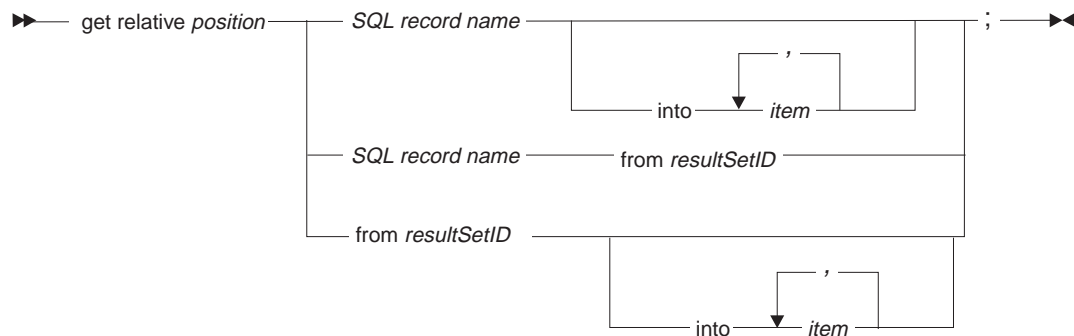 get relative position SQL record name ;
,
into item
SQL record name from resultSetID
from resultSetID
,
into item